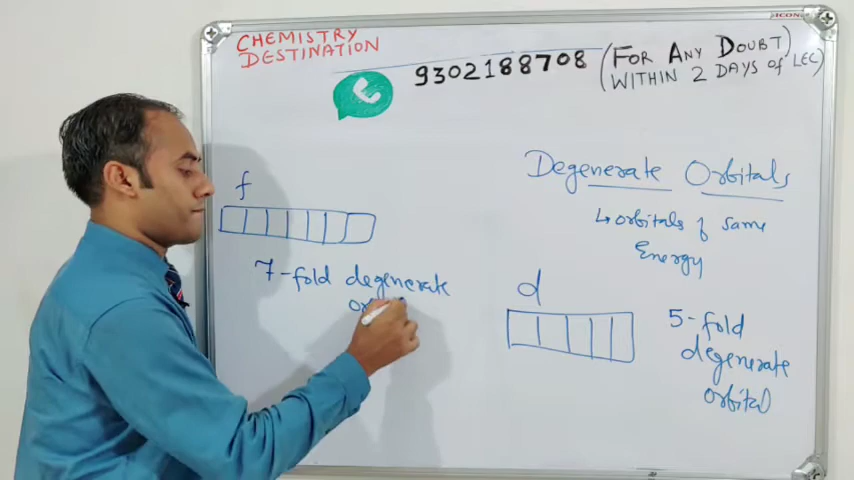 ICON
CHEMISTRY
DESTINATION
9302188708
(FOR ANY DOUBT)
WITHIN 2 DAYS of LEC)
Degenerate Orbitals
↳ orbitals of same
Energy
f
7-fold degenerate
d
5-fold
degenerate
orbital